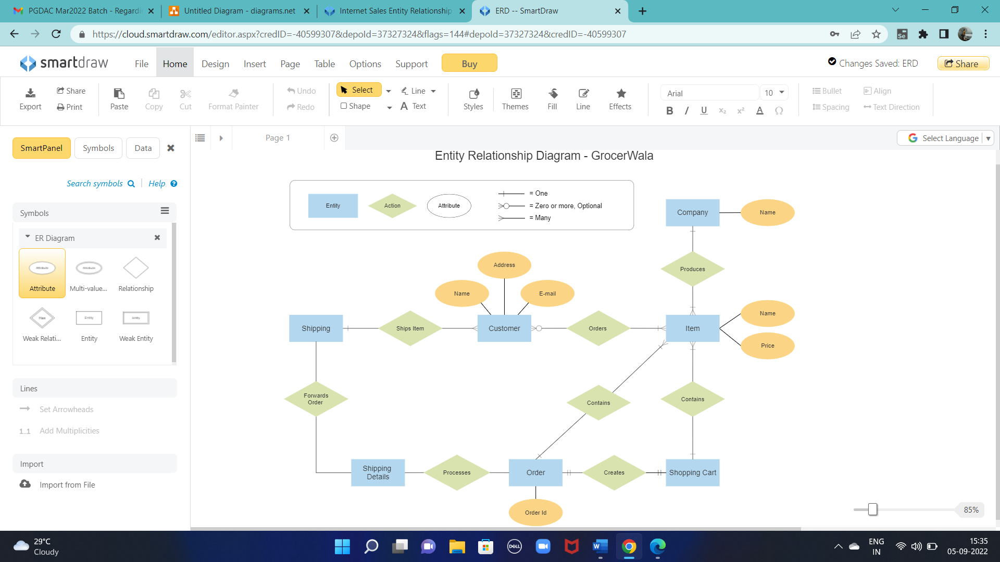 PGDAC Mar2022 Batch - Regardin
Untitled Diagram - diagrams.net
Internet Sales Entity Relationship
ERD -- SmartDraw
https://cloud.smartdraw.com/editor.aspx?credID=-40599307&depoId=37327324&flags=144#depoId=37327324&credID=-40599307
Se
smartdraw
File Home Design Insert Page Table Options Support Buy
Changes Saved: ERD
Share
Export
Share
Print
Paste
Copy
Cut
Format Painter
Undo
Redo
Select
Shape
Line
A Text
Styles
Themes
Fill
Line
Effects
Arial
10
B I U x₂ x² A Ω
Bullet
Align
Spacing
Text Direction
SmartPanel
Symbols
Data
Page 1
Select Language
Search symbols
Help
Symbols
ER Diagram
Attribute
Multi-value...
Relationship
Entity
Entity
Weak Relati...
Entity
Weak Entity
Lines
Set Arrowheads
1..1 Add Multiplicities
Import
Import from File
Entity Relationship Diagram - GrocerWala
Entity
Action
Attribute
= One
= Zero or more, Optional
= Many
Company
Name
Produces
Address
Name
E-mail
Shipping
Ships Item
Customer
Orders
Item
Name
Price
Forwards
Order
Contains
Contains
Shipping
Details
Processes
Order
Creates
Shopping Cart
Order Id
85%
29°C
Cloudy
DELL
W
ENG
IN
15:35
05-09-2022